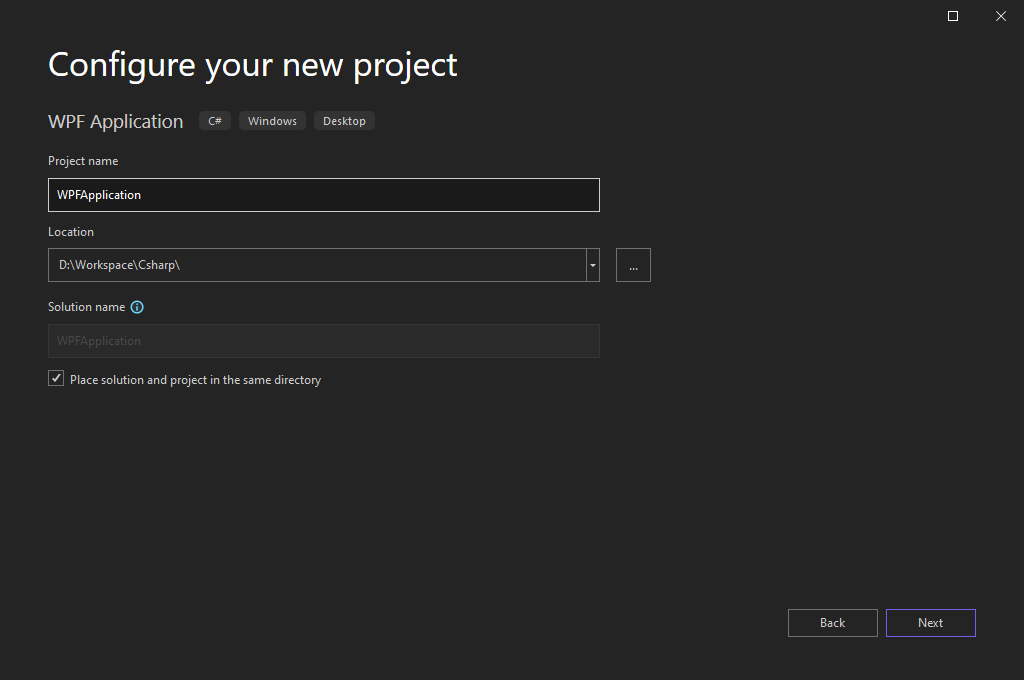 Configure your new project
WPF Application C# Windows Desktop
Project name
WPFApplication
Location
D:\Workspace\Csharp\
...
Solution name
WPFApplication
Place solution and project in the same directory
Back Next